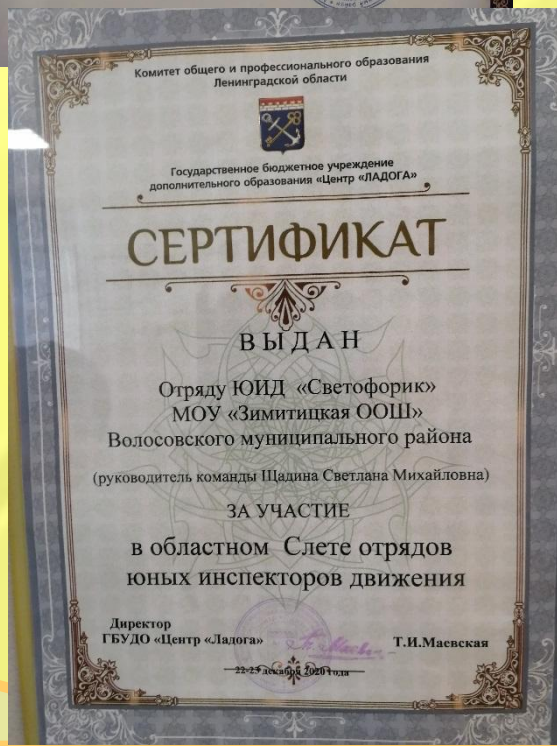 Комитет общего и профессионального образования
Ленинградской области
Государственное бюджетное учреждение
дополнительного образования «Центр «ЛАДОГА»
СЕРТИФИКАТ
ВЫДАН
Отряду ЮИД «Светофорик»
МОУ «Зимитицкая ООШ»
Волосовского муниципального района
(руководитель команды Щадина Светлана Михайловна)
ЗА УЧАСТИЕ
в областном Слете отрядов
юных инспекторов движения
Директор
ГБУДО «Центр «Ладога»
Т.И.Маевская
22-25 декабря 2020 года